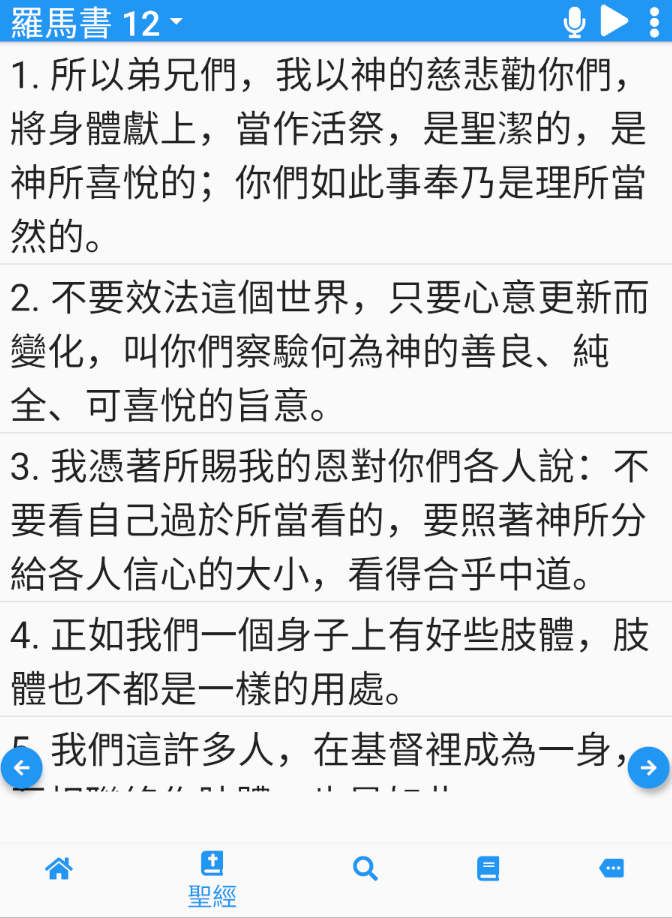 羅馬書 12
1. 所以弟兄們，我以神的慈悲勸你們，
將身體獻上，當作活祭，是聖潔的，是
神所喜悅的；你們如此事奉乃是理所當
然的。
2. 不要效法這個世界，只要心意更新而
變化，叫你們察驗何為神的善良、純
全、可喜悅的旨意。
3. 我憑著所賜我的恩對你們各人說：不
要看自己過於所當看的，要照著神所分
給各人信心的大小，看得合乎中道。
4. 正如我們一個身子上有好些肢體，肢
體也不都是一樣的用處。
5. 我們這許多人，在基督裡成為一身，
聖經